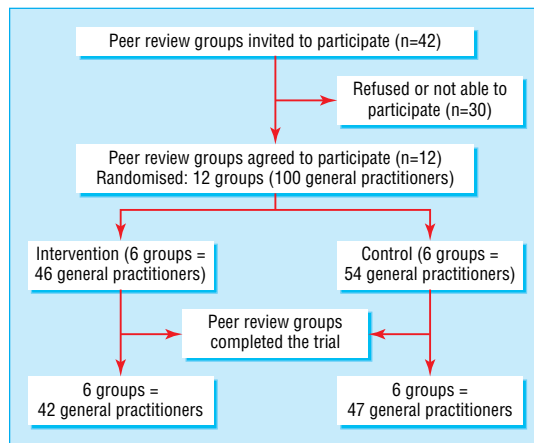 Peer review groups invited to participate (n=42)
Refused or not able to
participate (n=30)
Peer review groups agreed to participate (n=12)
Randomised: 12 groups (100 general practitioners)
Intervention (6 groups =
46 general practitioners)
Control (6 groups =
54 general practitioners)
Peer review groups
completed the trial
6 groups =
42 general practitioners
6 groups =
47 general practitioners